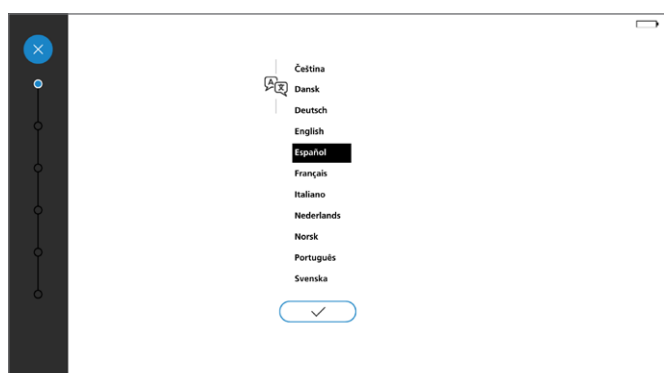 Čeština
Dansk
Deutsch
English
Español
Français
Italiano
Nederlands
Norsk
Português
Svenska